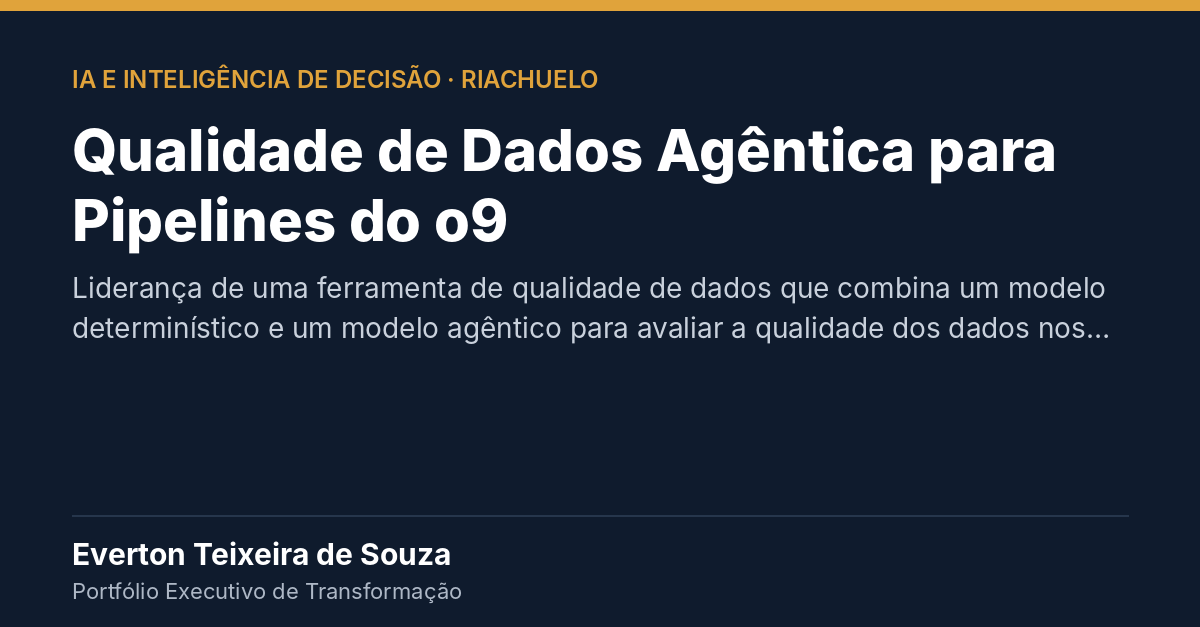 IA E INTELIGÊNCIA DE DECISÃO · RIACHUELO
Qualidade de Dados Agêntica para
Pipelines do o9
Liderança de uma ferramenta de qualidade de dados que combina um modelo
determinístico e um modelo agêntico para avaliar a qualidade dos dados nos...
Everton Teixeira de Souza
Portfólio Executivo de Transformação